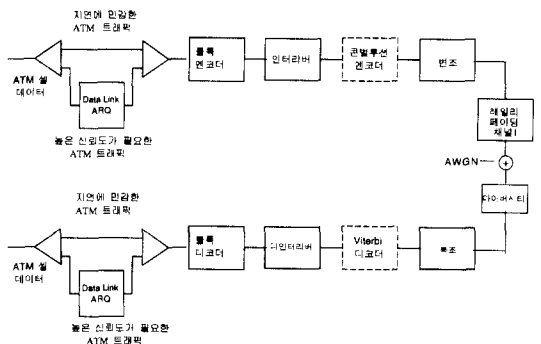 지연에 민감한
ATM 트래픽
ATM 셀
데이터
Data Link
ARQ
높은 신뢰도가 필요한
ATM 트래픽
블록
엔코더
인터리버
콘벌루션
엔코더
변조
레일리
페이딩
채널
AWGN
+
다이버시티
지연에 민감한
ATM 트래픽
ATM 셀
데이터
Data Link
ARQ
높은 신뢰도가 필요한
ATM 트래픽
블록
디코더
디인터리버
Viterbi
디코더
복조